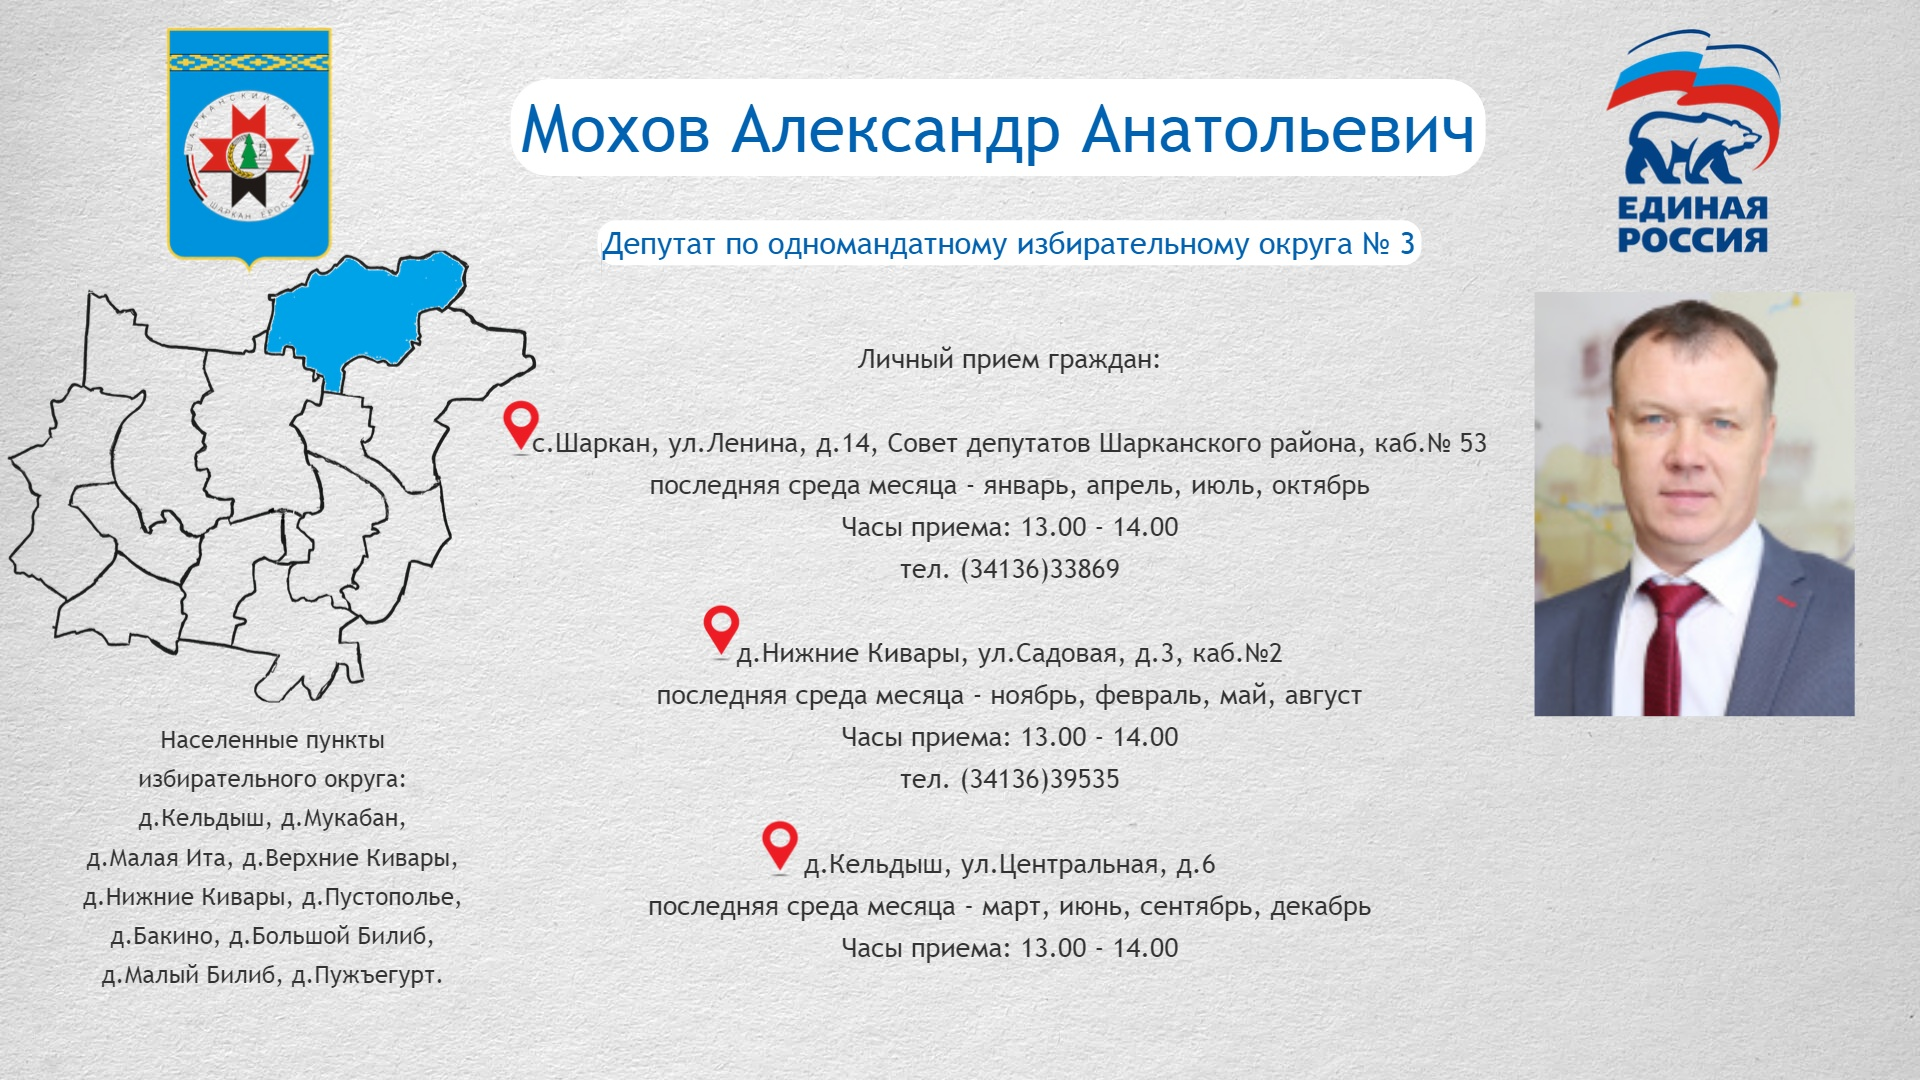 ШАРКАНСКИЙ РАЙОН
ШАРКАН ЁРОС
Мохов Александр Анатольевич
ЕДИНАЯ
РОССИЯ
Депутат по одномандатному избирательному округа № 3
Личный прием граждан:
с.Шаркан, ул.Ленина, д.14, Совет депутатов Шарканского района, каб.№ 53
последняя среда месяца - январь, апрель, июль, октябрь
Часы приема: 13.00 - 14.00
тел. (34136)33869
д.Нижние Кивары, ул.Садовая, д.3, каб.№2
последняя среда месяца - ноябрь, февраль, май, август
Часы приема: 13.00 - 14.00
тел. (34136)39535
д.Кельдыш, ул.Центральная, д.6
последняя среда месяца - март, июнь, сентябрь, декабрь
Часы приема: 13.00 - 14.00
Населенные пункты
избирательного округа:
д.Кельдыш, д.Мукабан,
д.Малая Ита, д.Верхние Кивары,
д.Нижние Кивары, д.Пустополье,
д.Бакино, д.Большой Билиб,
д.Малый Билиб, д.Пужъегурт.